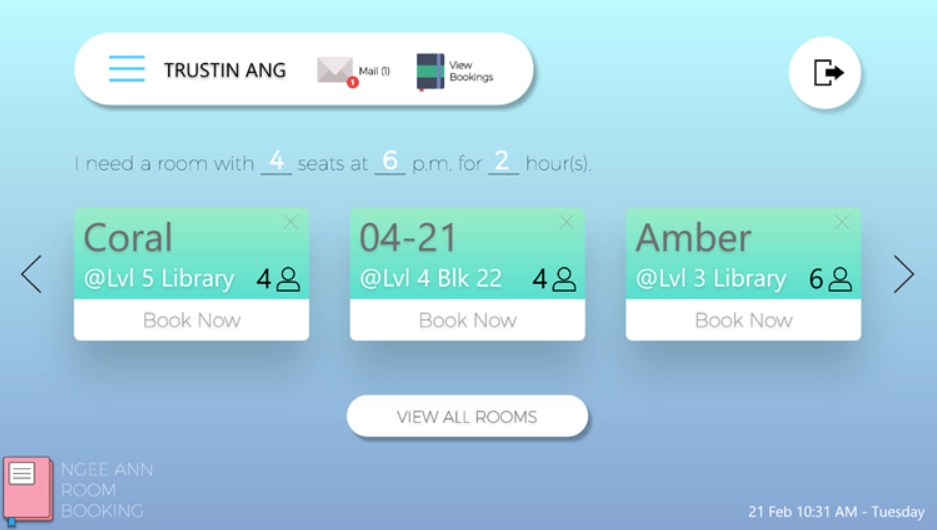 TRUSTIN ANG
1
Mail (1)
View
Bookings
I need a room with 4 seats at 6 p.m. for 2 hour(s).
Coral
@Lvl 5 Library 4
Book Now
04-21
@Lvl 4 Blk 22 4
Book Now
Amber
@Lvl 3 Library 6
Book Now
VIEW ALL ROOMS
NGEE ANN
ROOM
BOOKING
21 Feb 10:31 AM - Tuesday